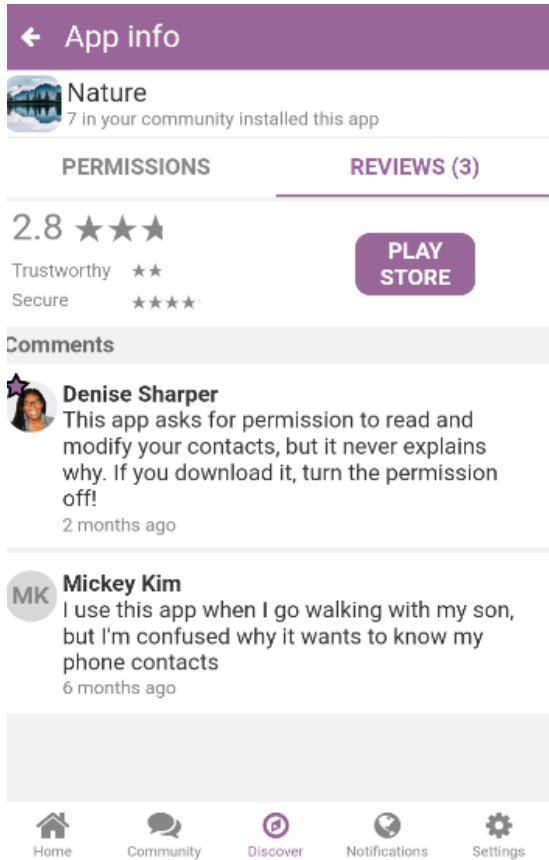 App info
Nature
7 in your community installed this app
PERMISSIONS
REVIEWS (3)
2.8
PLAY
STORE
Trustworthy
Secure
Comments
Denise Sharper
This app asks for permission to read and
modify your contacts, but it never explains
why. If you download it, turn the permission
off!
2 months ago
MK
Mickey Kim
I use this app when I go walking with my son,
but I'm confused why it wants to know my
phone contacts
6 months ago
Home
Community
Discover
Notifications
Settings